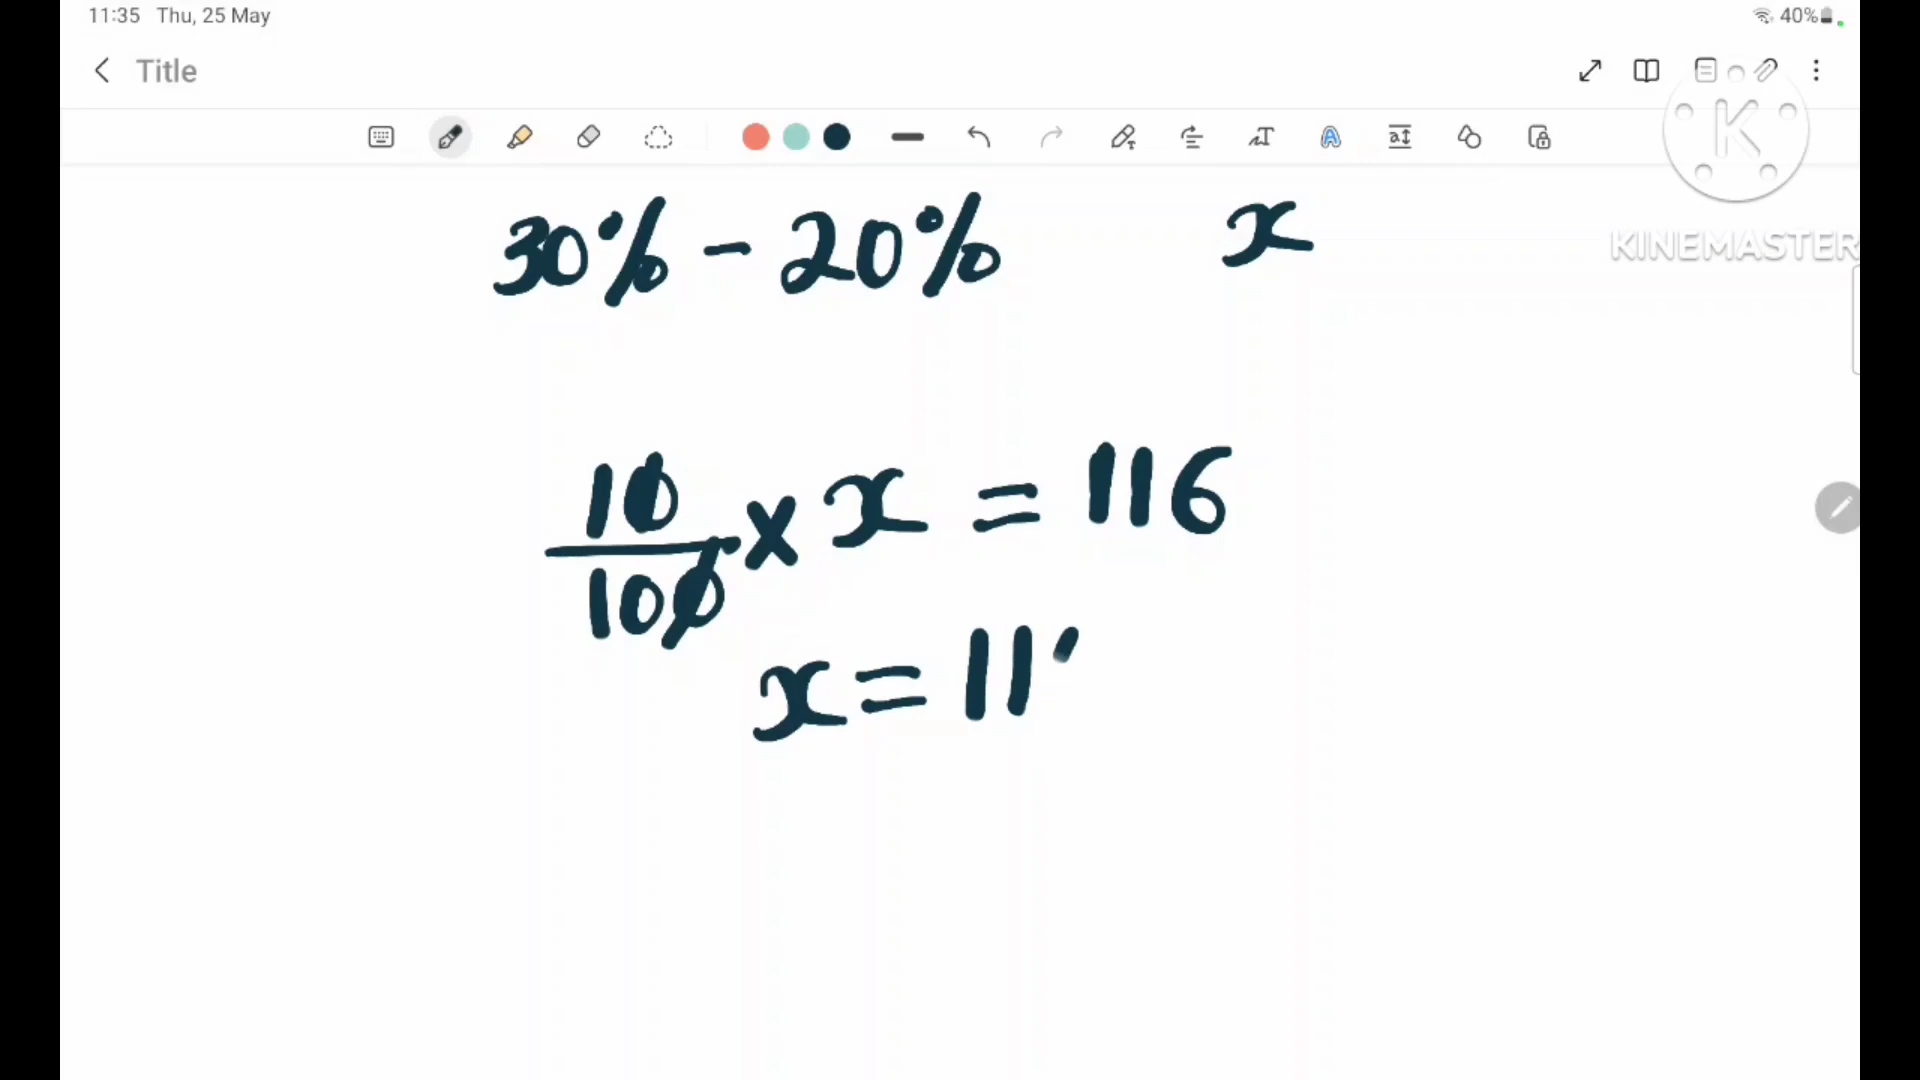 11:35 Thu, 25 May 40%
Title
K
KINEMASTER
30% - 20% x
10/100 × x = 116
x = 11'